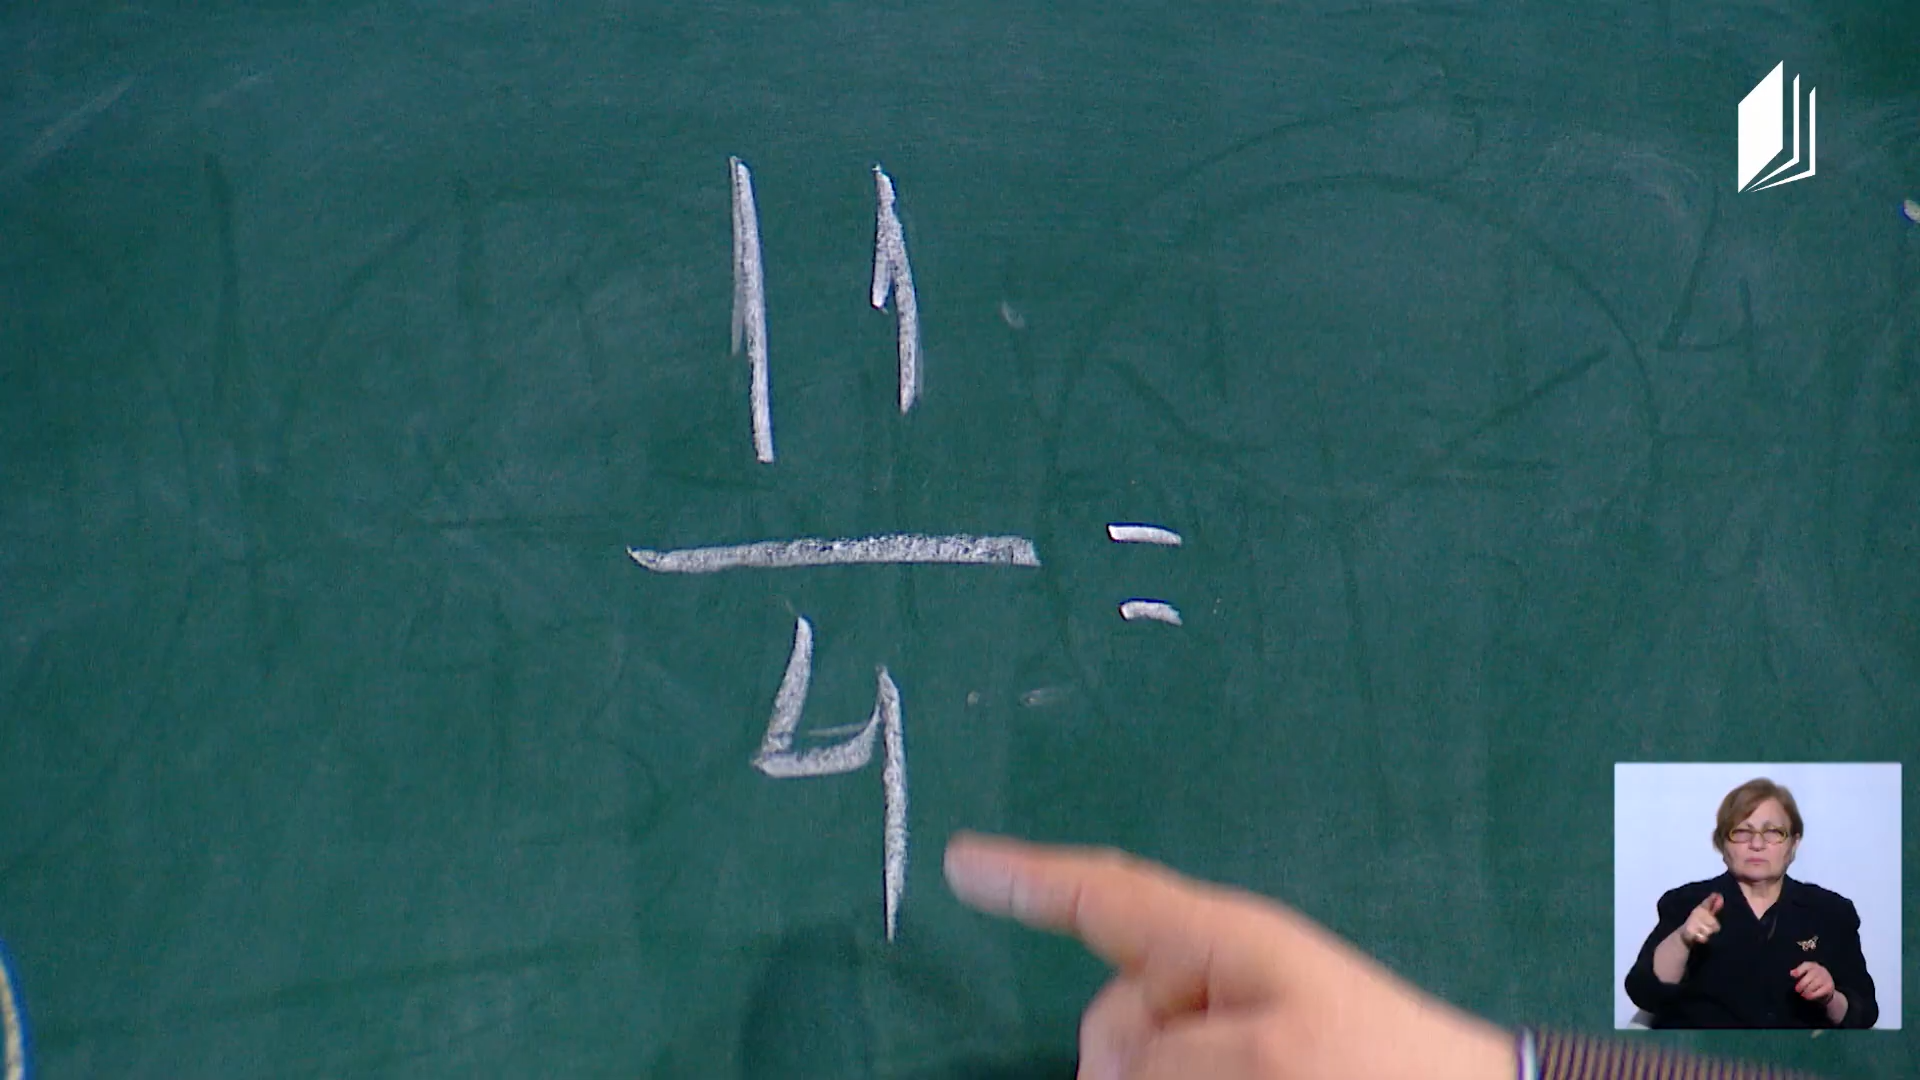 11
— =
4